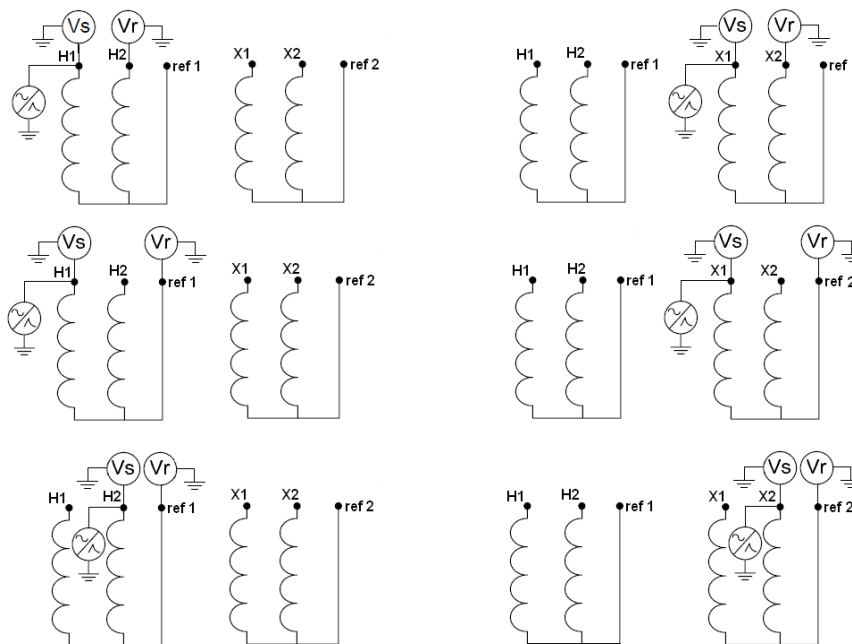 Vs Vr Vs Vr
H1 H2 ref 1 X1 X2 ref 2 H1 H2 ref 1 X1 X2 ref
Vs Vr Vs Vr
H1 H2 ref 1 X1 X2 ref 2 H1 H2 ref 1 X1 X2 ref 2
Vs Vr Vs Vr
H1 H2 ref 1 X1 X2 ref 2 H1 H2 ref 1 X1 X2 ref 2